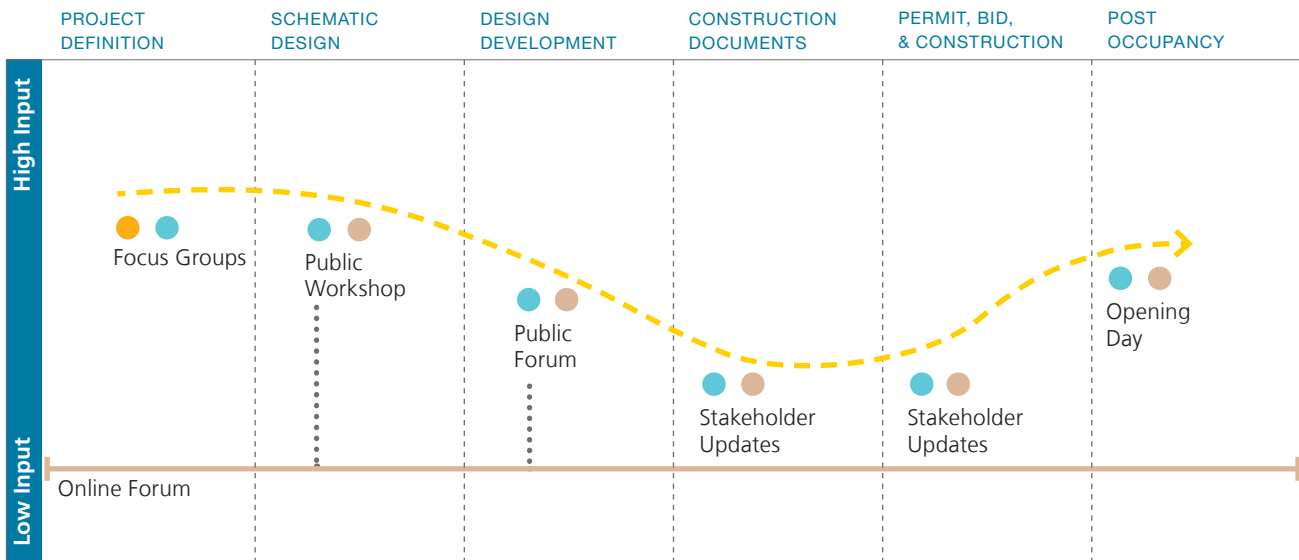 PROJECT
DEFINITION
SCHEMATIC
DESIGN
DESIGN
DEVELOPMENT
CONSTRUCTION
DOCUMENTS
PERMIT, BID,
& CONSTRUCTION
POST
OCCUPANCY
High Input
Low Input
Focus Groups
Public
Workshop
Public
Forum
Stakeholder
Updates
Stakeholder
Updates
Opening
Day
Online Forum